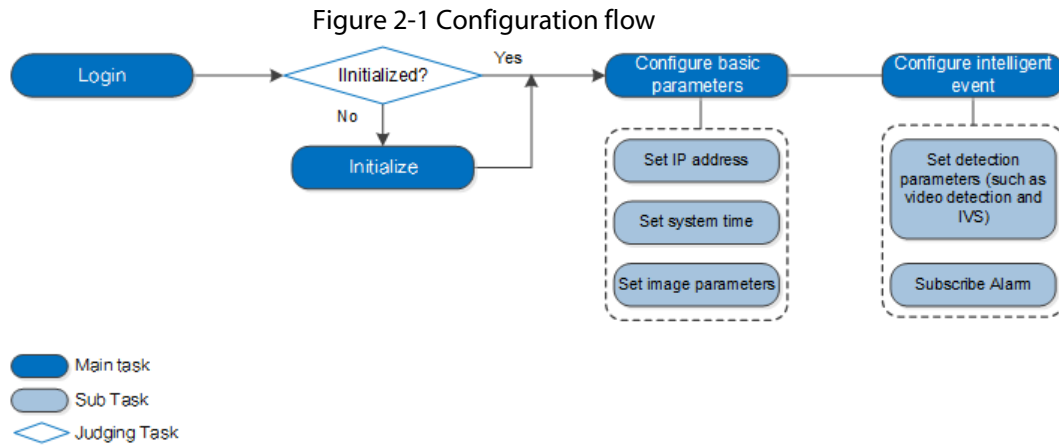 Figure 2-1 Configuration flow
Login
IInitialized?
Yes
No
Initialize
Configure basic
parameters
Configure intelligent
event
Set IP address
Set system time
Set image parameters
Set detection
parameters (such as
video detection and
IVS)
Subscribe Alarm
Main task
Sub Task
Judging Task